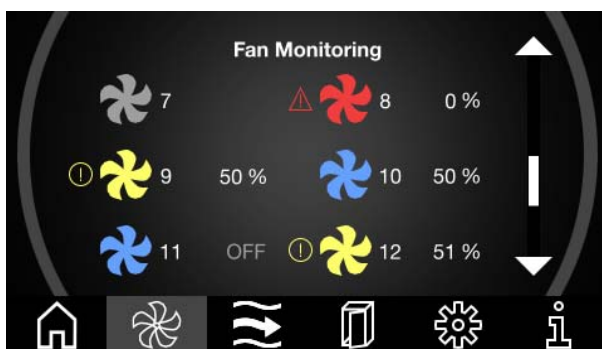 Fan Monitoring
7 8 0 %
9 50 % 10 50 %
11 OFF 12 51 %